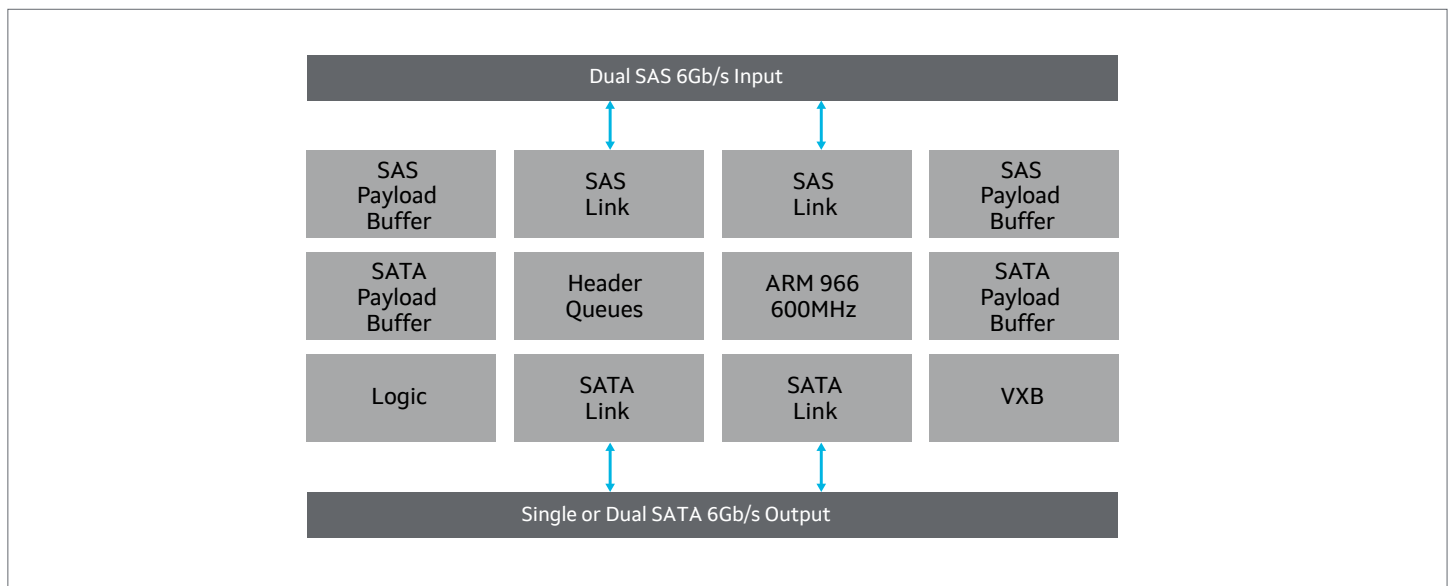 Dual SAS 6Gb/s Input
SAS
Payload
Buffer
SAS
Link
SAS
Link
SAS
Payload
Buffer
SATA
Payload
Buffer
Header
Queues
ARM 966
600MHz
SATA
Payload
Buffer
Logic
SATA
Link
SATA
Link
VXB
Single or Dual SATA 6Gb/s Output